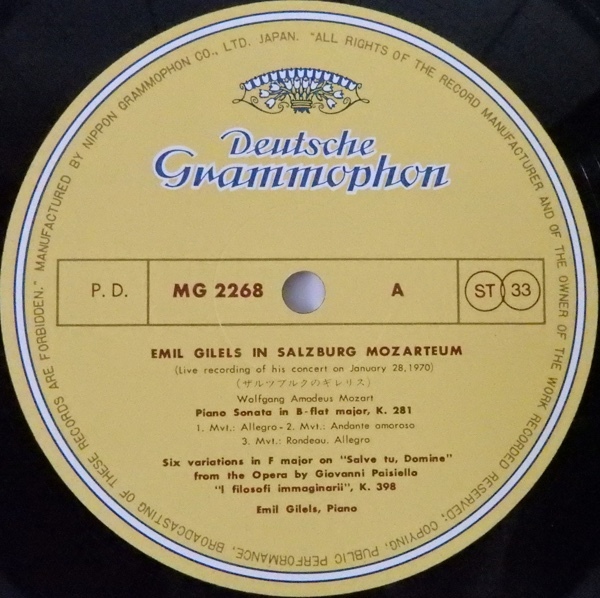 MANUFACTURED BY NIPPON GRAMMOPHON CO., LTD. JAPAN. "ALL RIGHTS OF THE RECORD MANUFACTURER AND OF THE OWNER OF THE WORK RECORDED RESERVED; COPYING, PUBLIC PERFORMANCE, BROADCASTING OF THESE RECORDS ARE FORBIDDEN."
Deutsche
Grammophon
P. D. MG 2268 A ST 33
EMIL GILELS IN SALZBURG MOZARTEUM
(Live recording of his concert on January 28, 1970)
(ザルツブルクのギレリス)
Wolfgang Amadeus Mozart
Piano Sonata in B-flat major, K. 281
1. Mvt.: Allegro - 2. Mvt.: Andante amoroso
3. Mvt.: Rondeau. Allegro
Six variations in F major on "Salve tu, Domine"
from the Opera by Giovanni Paisiello
"I filosofi immaginarii", K. 398
Emil Gilels, Piano